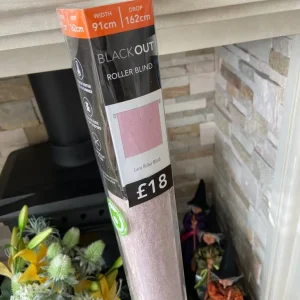 WIDTH
91cm
DROP
162cm
BLACKOUT
ROLLER BLIND
£18